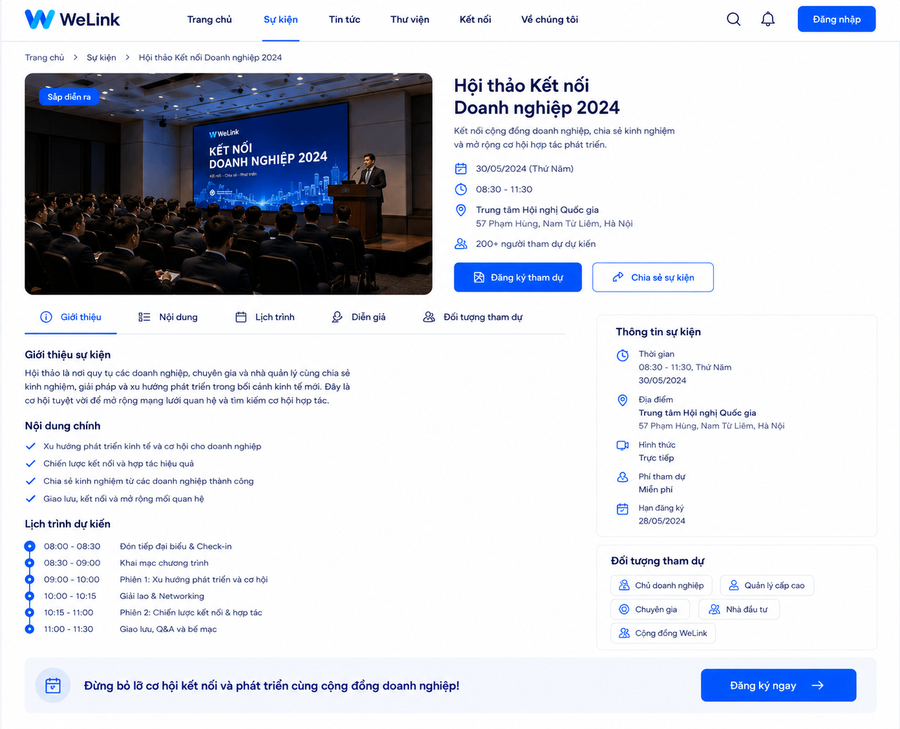 WeLink
Trang chủ
Sự kiện
Tin tức
Thư viện
Kết nối
Về chúng tôi
Đăng nhập
Trang chủ > Sự kiện > Hội thảo Kết nối Doanh nghiệp 2024
Sắp diễn ra
WeLink
KẾT NỐI
DOANH NGHIỆP 2024
Kết nối - Chia sẻ - Phát triển
Hội thảo Kết nối
Doanh nghiệp 2024
Kết nối cộng đồng doanh nghiệp, chia sẻ kinh nghiệm
và mở rộng cơ hội hợp tác phát triển.
30/05/2024 (Thứ Năm)
08:30 - 11:30
Trung tâm Hội nghị Quốc gia
57 Phạm Hùng, Nam Từ Liêm, Hà Nội
200+ người tham dự dự kiến
Đăng ký tham dự
Chia sẻ sự kiện
Giới thiệu
Nội dung
Lịch trình
Diễn giả
Đối tượng tham dự
Giới thiệu sự kiện
Hội thảo là nơi quy tụ các doanh nghiệp, chuyên gia và nhà quản lý cùng chia sẻ
kinh nghiệm, giải pháp và xu hướng phát triển trong bối cảnh kinh tế mới. Đây là
cơ hội tuyệt vời để mở rộng mạng lưới quan hệ và tìm kiếm cơ hội hợp tác.
Nội dung chính
Xu hướng phát triển kinh tế và cơ hội cho doanh nghiệp
Chiến lược kết nối và hợp tác hiệu quả
Chia sẻ kinh nghiệm từ các doanh nghiệp thành công
Giao lưu, kết nối và mở rộng mối quan hệ
Lịch trình dự kiến
08:00 - 08:30 Đón tiếp đại biểu & Check-in
08:30 - 09:00 Khai mạc chương trình
09:00 - 10:00 Phiên 1: Xu hướng phát triển và cơ hội
10:00 - 10:15 Giải lao & Networking
10:15 - 11:00 Phiên 2: Chiến lược kết nối & hợp tác
11:00 - 11:30 Giao lưu, Q&A và bế mạc
Thông tin sự kiện
Thời gian
08:30 - 11:30, Thứ Năm
30/05/2024
Địa điểm
Trung tâm Hội nghị Quốc gia
57 Phạm Hùng, Nam Từ Liêm, Hà Nội
Hình thức
Trực tiếp
Phí tham dự
Miễn phí
Hạn đăng ký
28/05/2024
Đối tượng tham dự
Chủ doanh nghiệp
Quản lý cấp cao
Chuyên gia
Nhà đầu tư
Cộng đồng WeLink
Đừng bỏ lỡ cơ hội kết nối và phát triển cùng cộng đồng doanh nghiệp!
Đăng ký ngay →